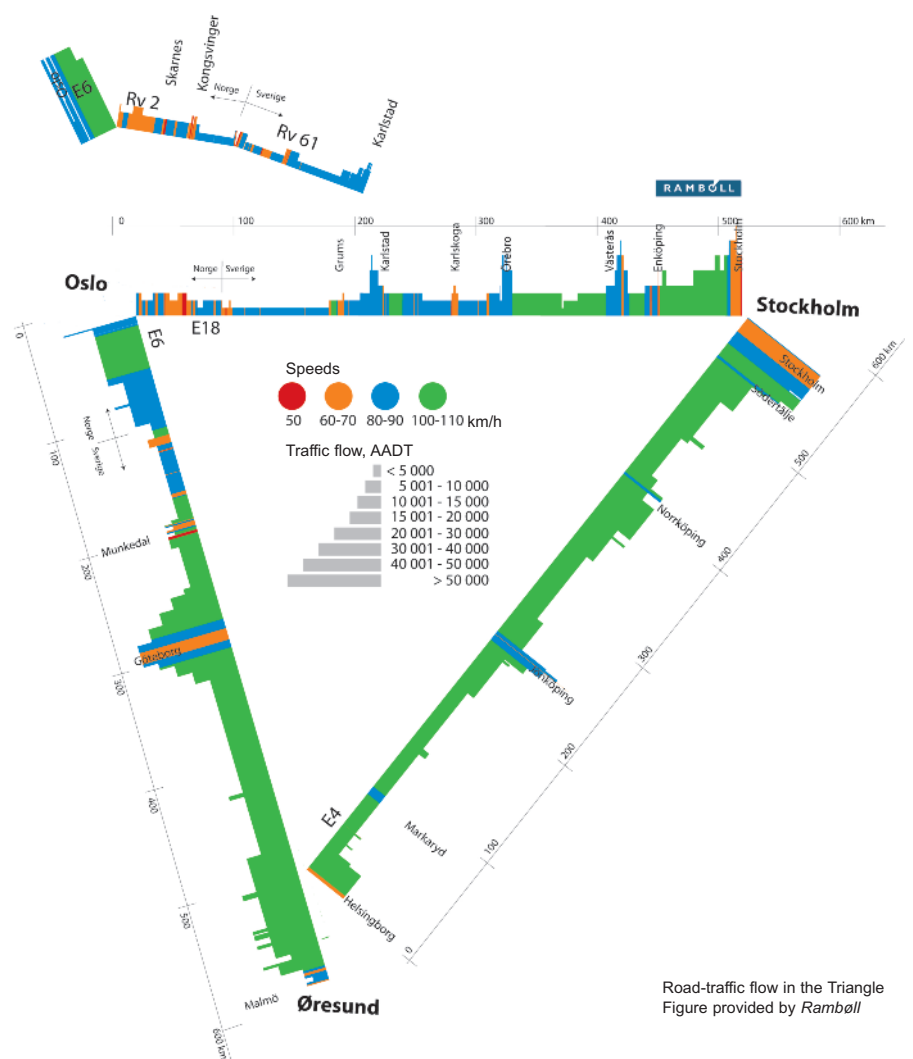 Skarnes
Kongsvinger
E6
Rv 2
Norge
Sverige
Rv 61
Karlstad
RAMBØLL
0
100
200
300
400
500
600 km
Grums
Karlstad
Karlskoga
Örebro
Västerås
Enköping
Stockholm
Norge
Sverige
Oslo
E18
Stockholm
0
E6
Norge
Sverige
100
Munkedal
200
Göteborg
300
400
500
Malmö
Øresund
600 km
Speeds
50
60-70
80-90
100-110 km/h
Traffic flow, AADT
< 5 000
5 001 - 10 000
10 001 - 15 000
15 001 - 20 000
20 001 - 30 000
30 001 - 40 000
40 001 - 50 000
> 50 000
Stockholm
600 km
Södertälje
500
Norrköping
400
300
Jönköping
200
E4
Markaryd
100
Helsingborg
0
Road-traffic flow in the Triangle
Figure provided by Rambøll